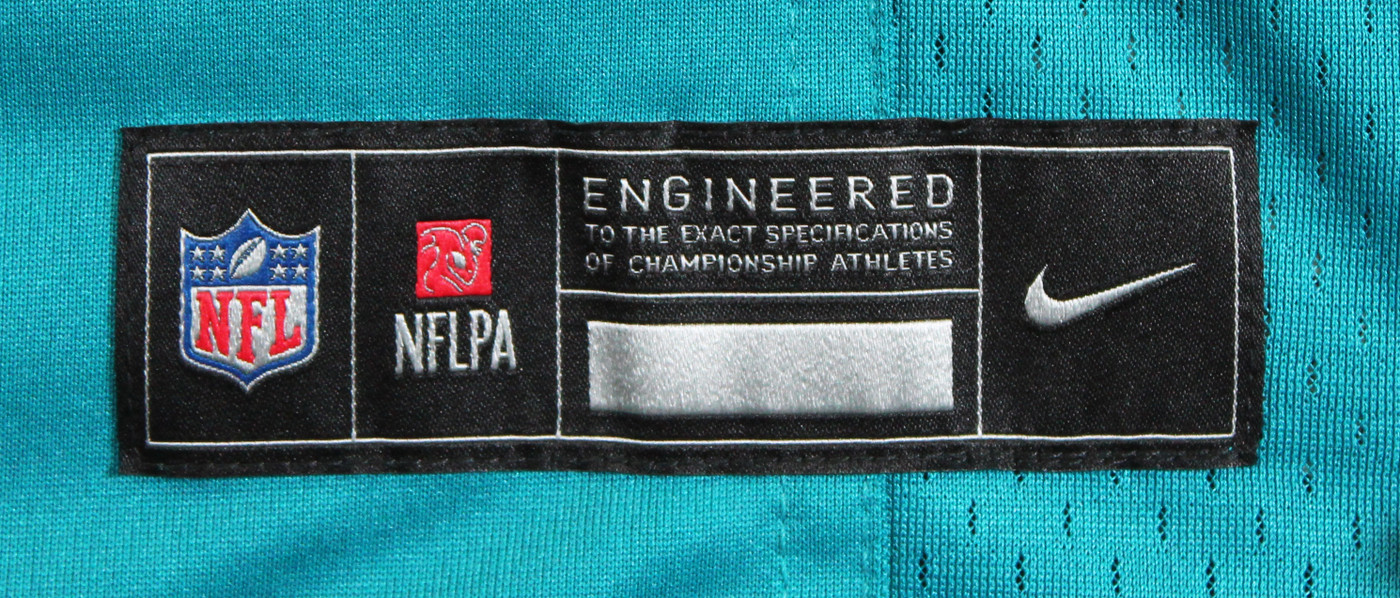 NFL
NFLPA
ENGINEERED
TO THE EXACT SPECIFICATIONS
OF CHAMPIONSHIP ATHLETES